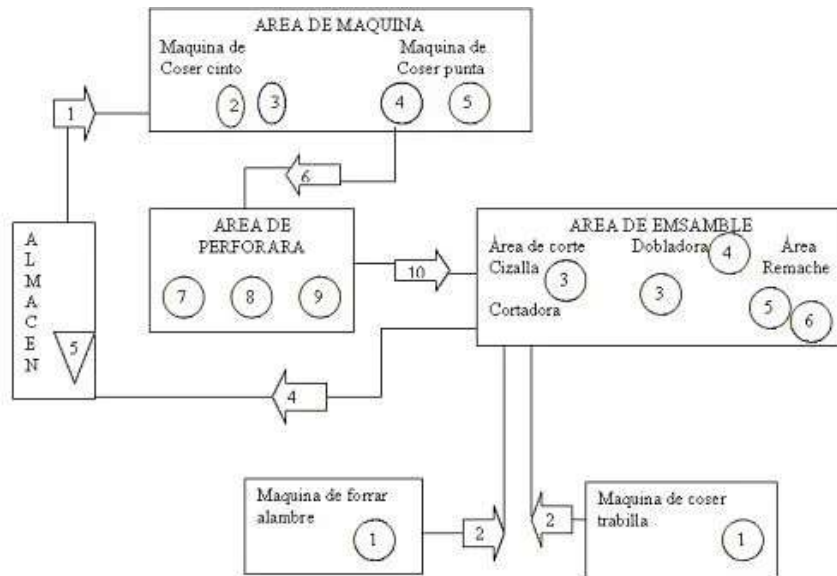 AREA DE MAQUINA
Maquina de
Coser cinto
Maquina de
Coser punta
2
3
4
5
1
6
A
L
M
A
C
E
N
5
AREA DE
PERFORARA
7
8
9
10
AREA DE EMSAMBLE
Área de corte
Cizalla
3
Cortadora
Dobladora
4
3
Área
Remache
5
6
4
Maquina de forrar
alambre
1
2
2
Maquina de coser
trabilla
1